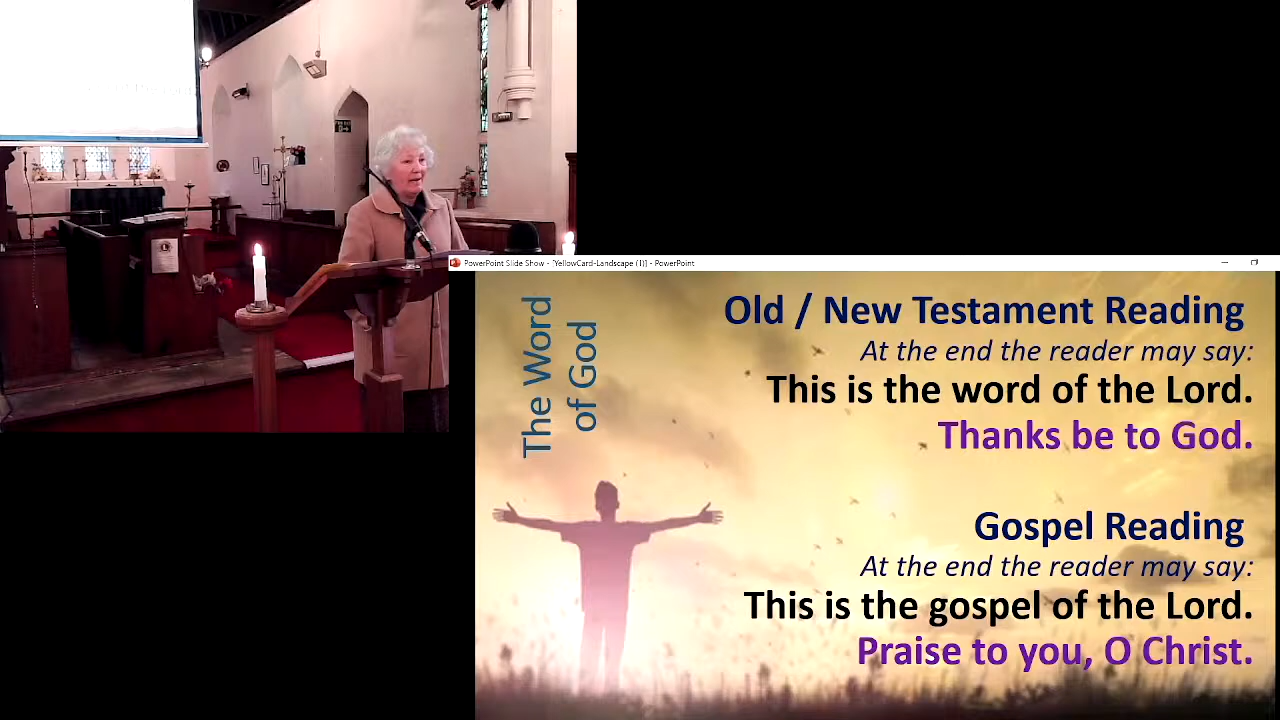 PowerPoint Slide Show - [YellowCard-Landscape (1)] - PowerPoint
The Word
of God
Old / New Testament Reading
At the end the reader may say:
This is the word of the Lord.
Thanks be to God.
Gospel Reading
At the end the reader may say:
This is the gospel of the Lord.
Praise to you, O Christ.